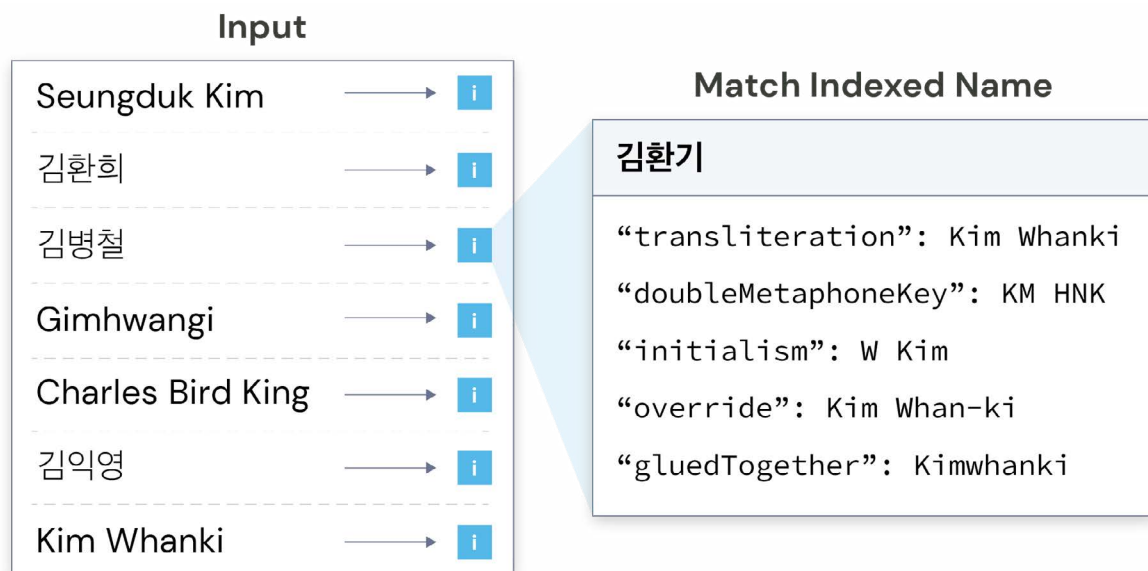 Input
Seungduk Kim
i
김환희
i
김병철
i
Gimhwangi
i
Charles Bird King
i
김익영
i
Kim Whanki
i
Match Indexed Name
김환기
“transliteration”: Kim Whanki
“doubleMetaphoneKey”: KM HNK
“initialism”: W Kim
“override”: Kim Whan-ki
“gluedTogether”: Kimwhanki